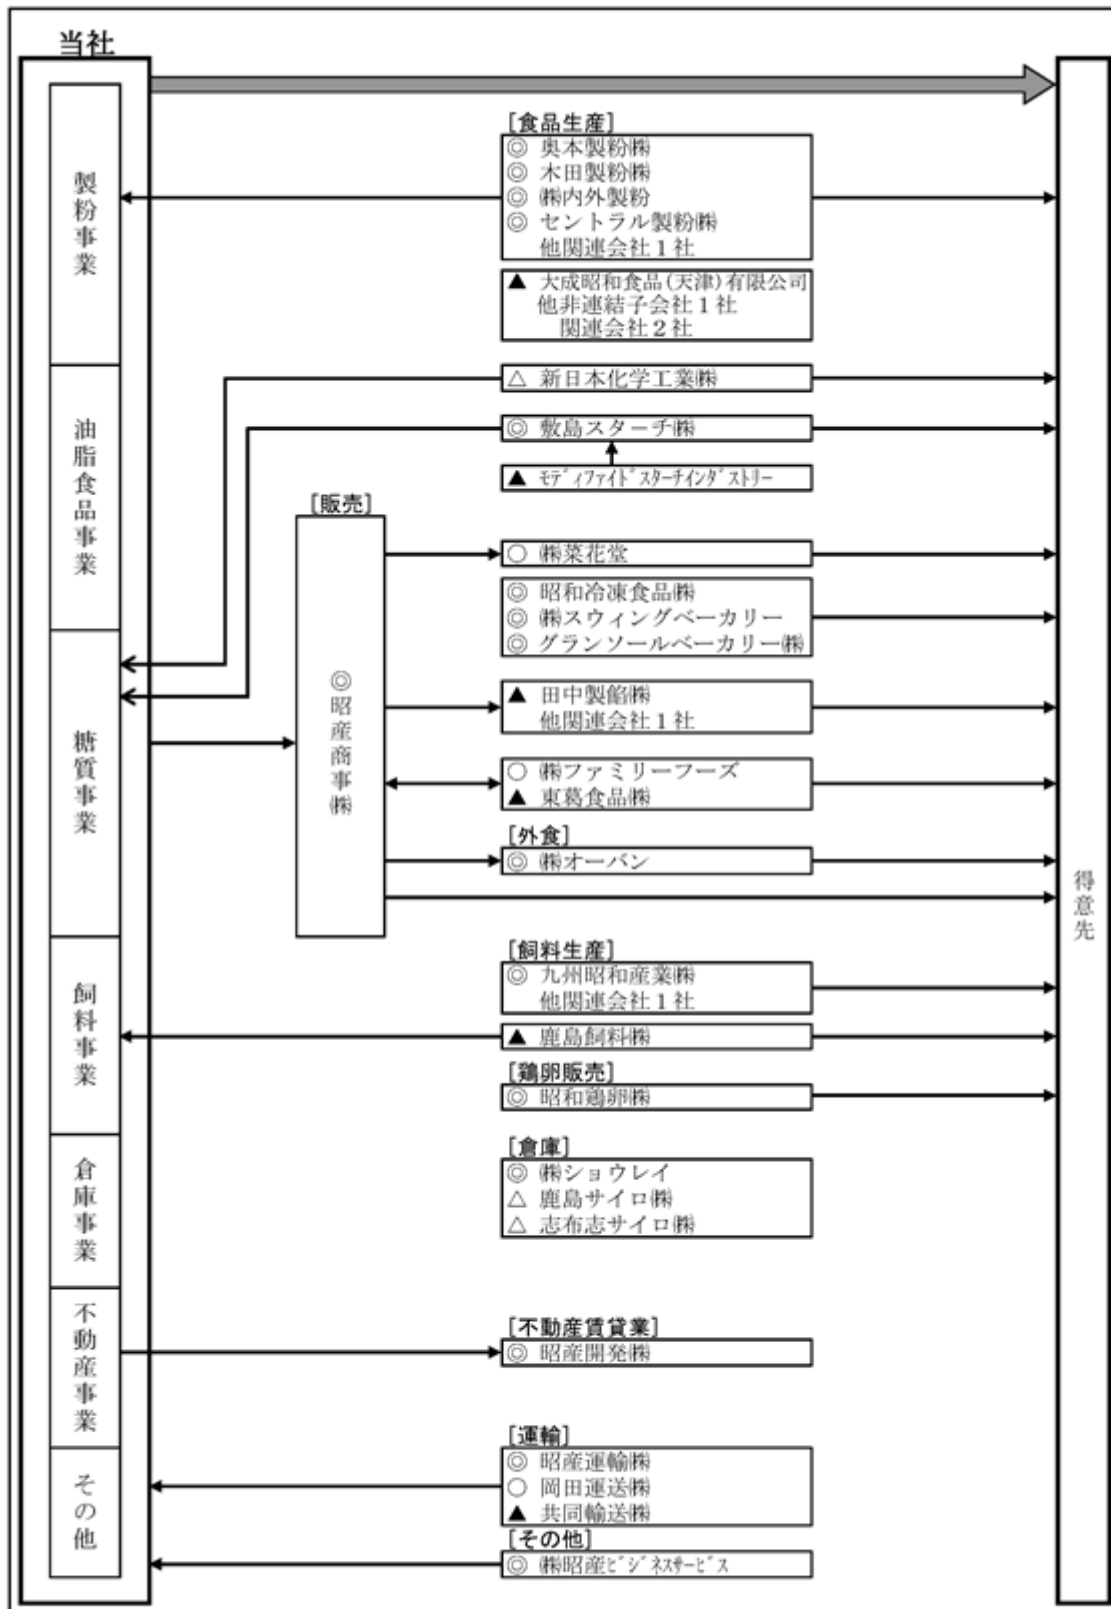 当社
製粉事業
油脂食品事業
糖質事業
飼料事業
倉庫事業
不動産事業
その他
[食品生産]
◎ 奥本製粉㈱
◎ 木田製粉㈱
◎ ㈱内外製粉
◎ セントラル製粉㈱
他関連会社１社
▲ 大成昭和食品(天津)有限公司
他非連結子会社１社
関連会社２社
△ 新日本化学工業㈱
◎ 敷島スターチ㈱
▲ ﾓﾃﾞｨﾌｧｲﾄﾞｽﾀｰﾁｲﾝﾀﾞｽﾄﾘｰ
[販売]
◎昭産商事㈱
○ ㈱菜花堂
◎ 昭和冷凍食品㈱
◎ ㈱スウィングベーカリー
◎ グランソールベーカリー㈱
▲ 田中製餡㈱
他関連会社１社
○ ㈱ファミリーフーズ
▲ 東葛食品㈱
[外食]
◎ ㈱オーバン
[飼料生産]
◎ 九州昭和産業㈱
他関連会社１社
▲ 鹿島飼料㈱
[鶏卵販売]
◎ 昭和鶏卵㈱
[倉庫]
◎ ㈱ショウレイ
△ 鹿島サイロ㈱
△ 志布志サイロ㈱
[不動産賃貸業]
◎ 昭産開発㈱
[運輸]
◎ 昭産運輸㈱
○ 岡田運送㈱
▲ 共同輸送㈱
[その他]
◎ ㈱昭産ﾋﾞｼﾞﾈｽｻｰﾋﾞｽ
得意先